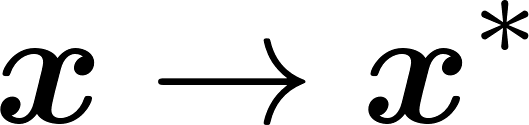 x → x*